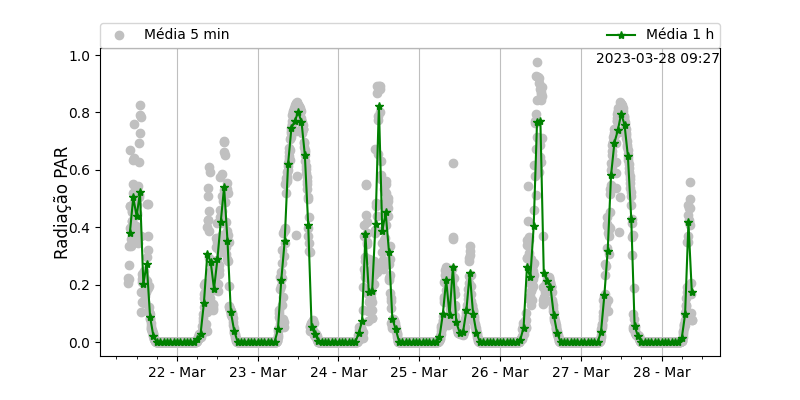 Média 5 min
Média 1 h
2023-03-28 09:27
Radiação PAR
1.0
0.8
0.6
0.4
0.2
0.0
22 - Mar
23 - Mar
24 - Mar
25 - Mar
26 - Mar
27 - Mar
28 - Mar